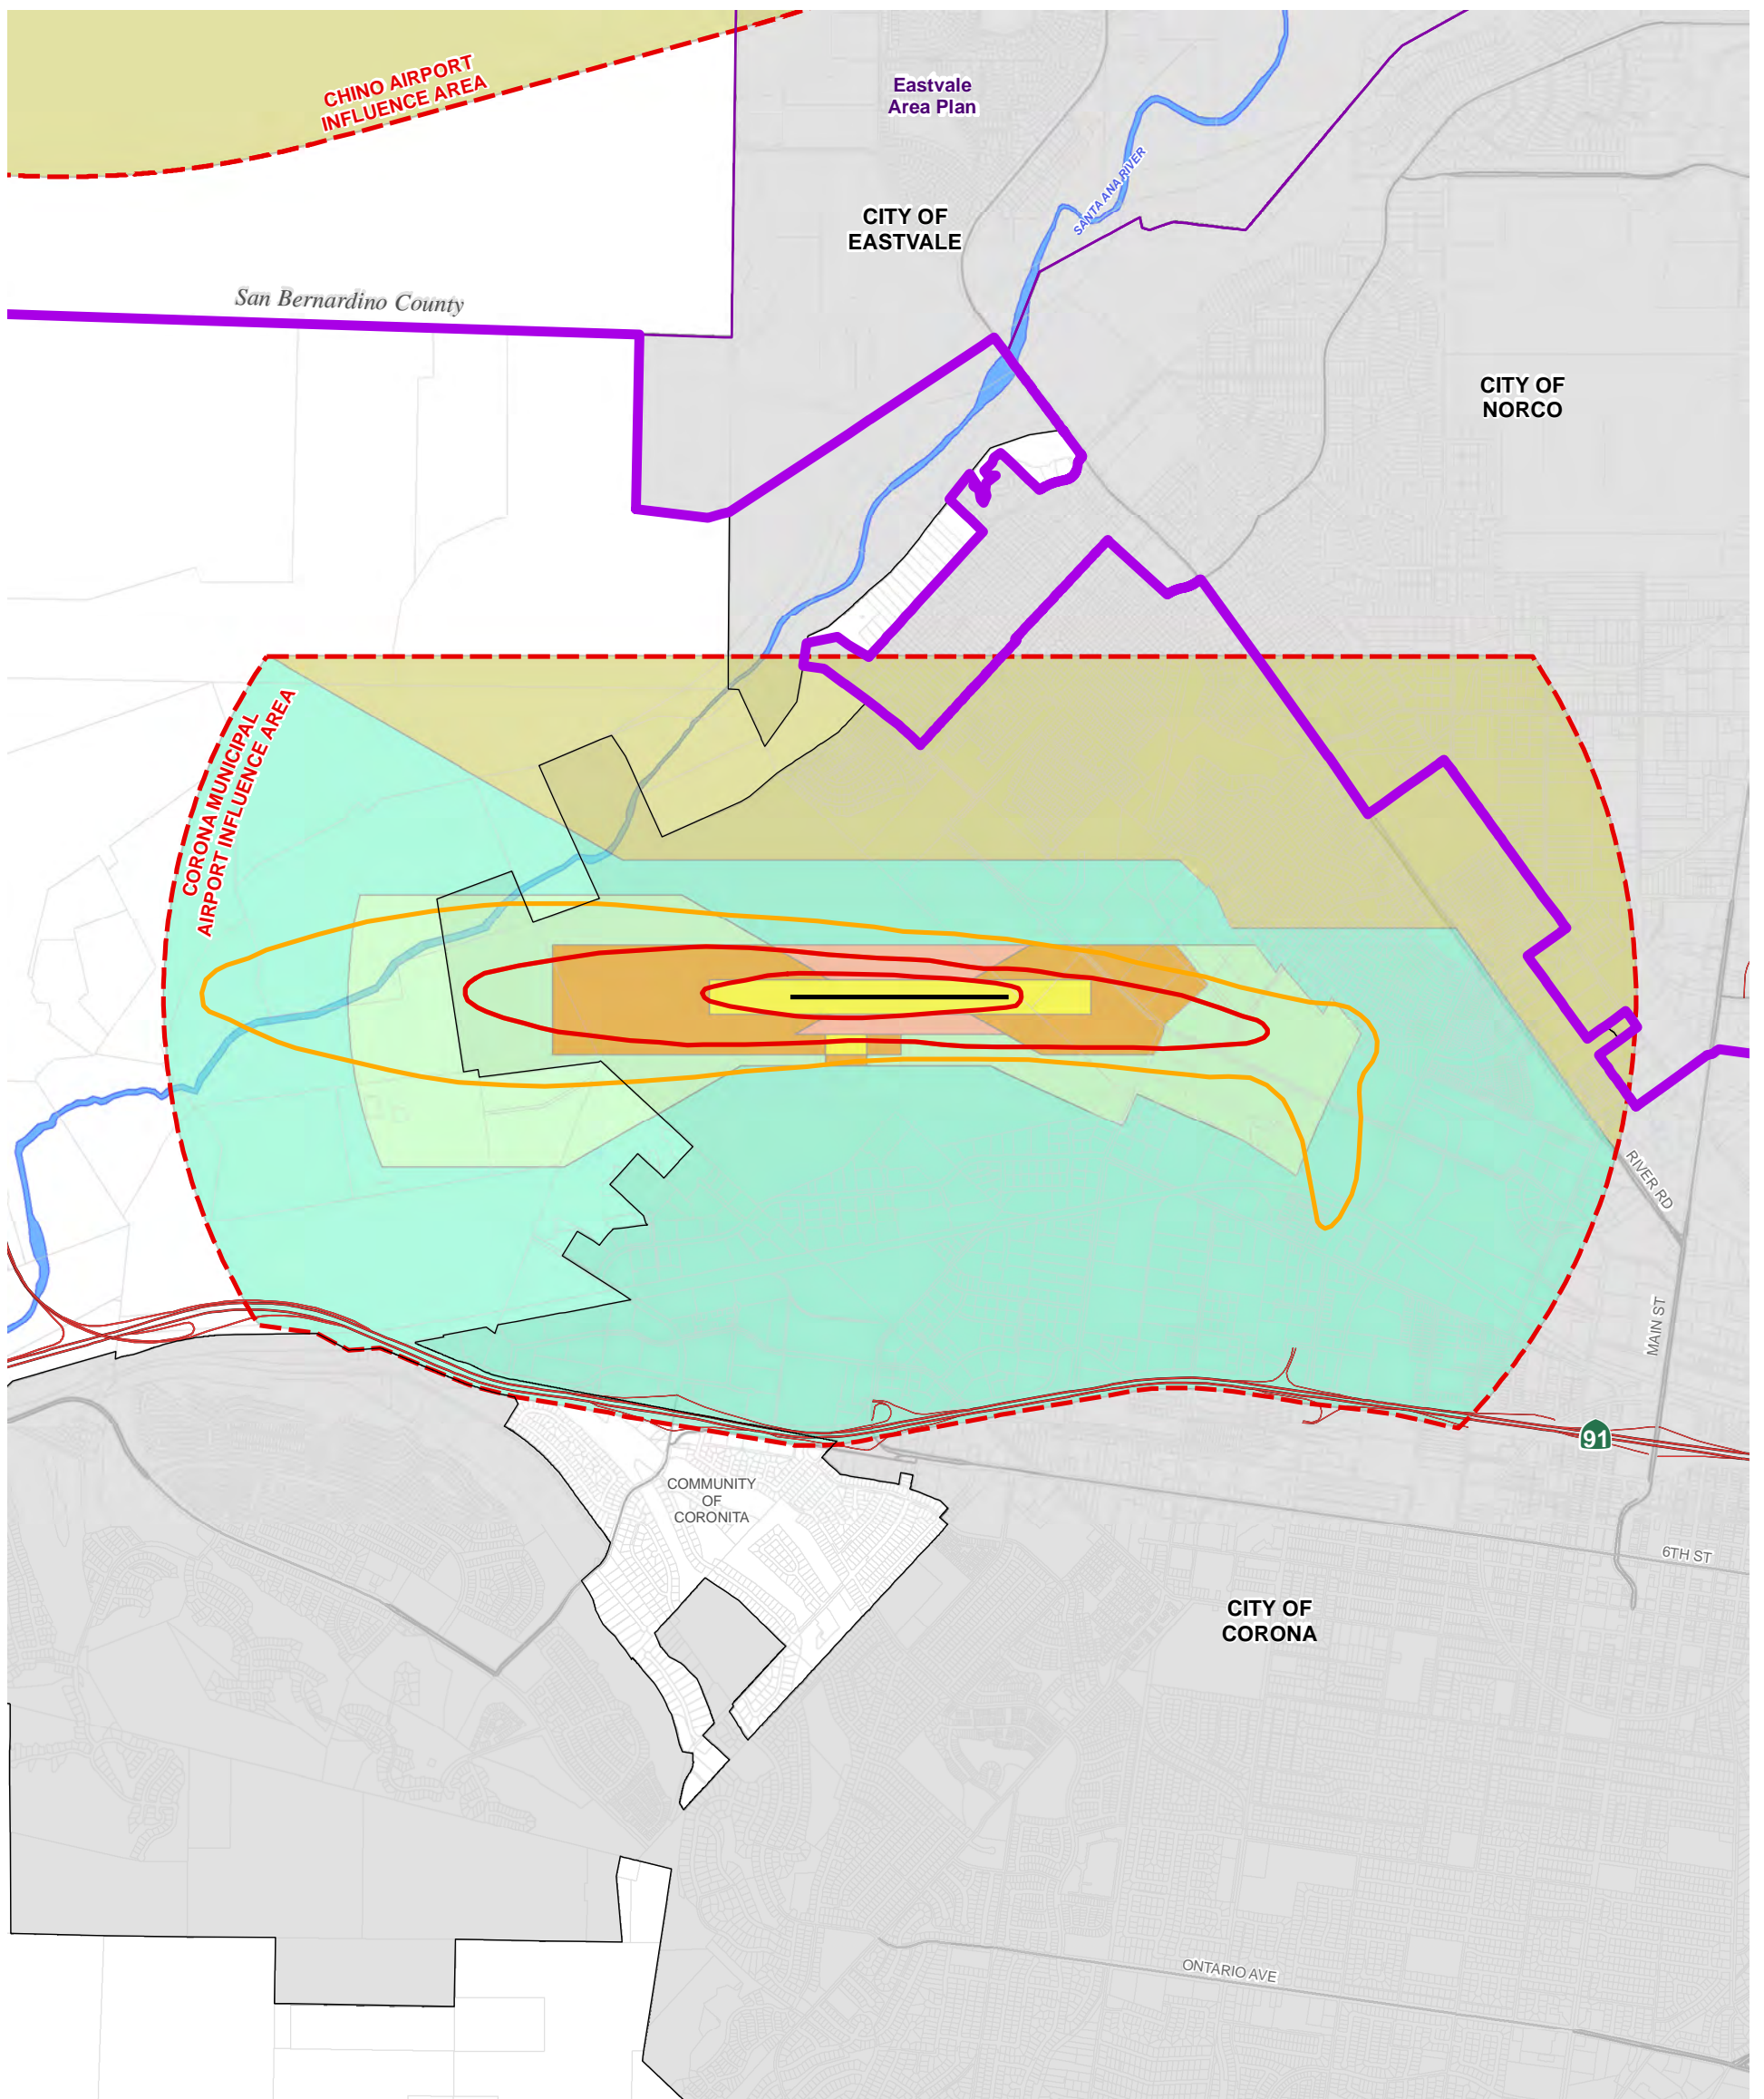 CHINO AIRPORT
INFLUENCE AREA
Eastvale
Area Plan
SANTA ANA RIVER
CITY OF
EASTVALE
San Bernardino County
CITY OF
NORCO
CORONA MUNICIPAL
AIRPORT INFLUENCE AREA
RIVER RD
MAIN ST
91
COMMUNITY
OF
CORONITA
6TH ST
CITY OF
CORONA
ONTARIO AVE